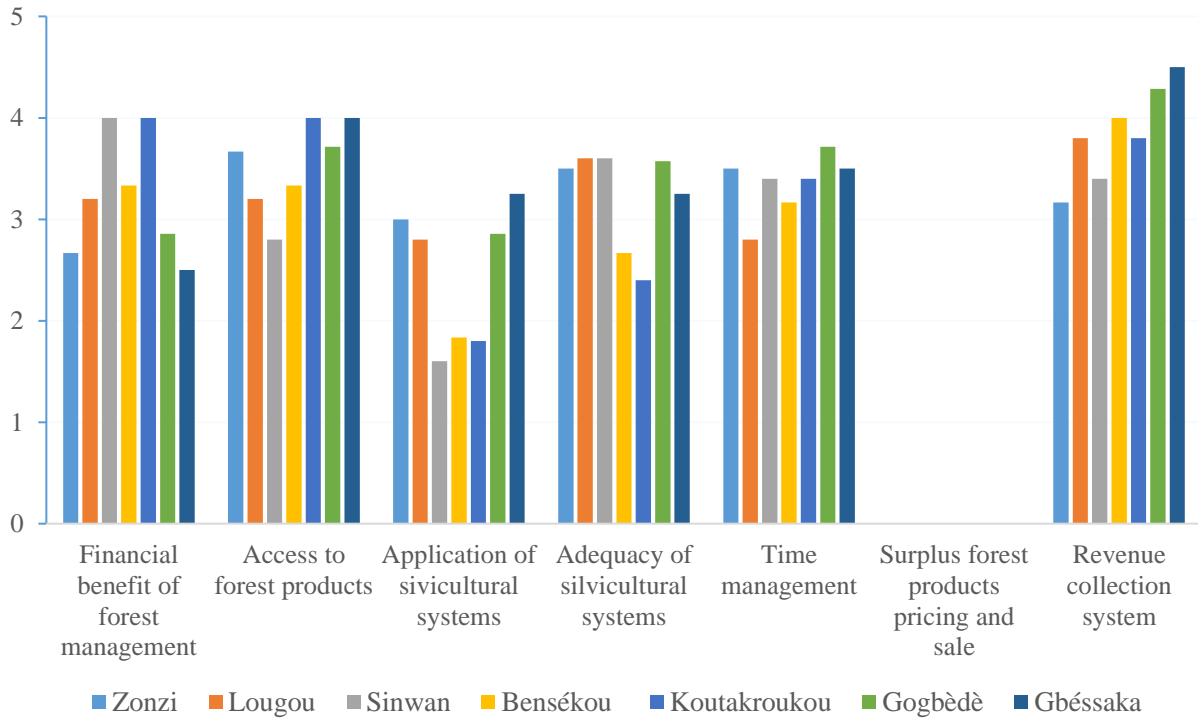 5
4
3
2
1
0
Financial
benefit of
forest
management
Access to
forest products
Application of
sivicultural
systems
Adequacy of
silvicultural
systems
Time
management
Surplus forest
products
pricing and
sale
Revenue
collection
system
Zonzi Lougou Sinwan Bensékou Koutakroukou Gogbèdè Gbéssaka